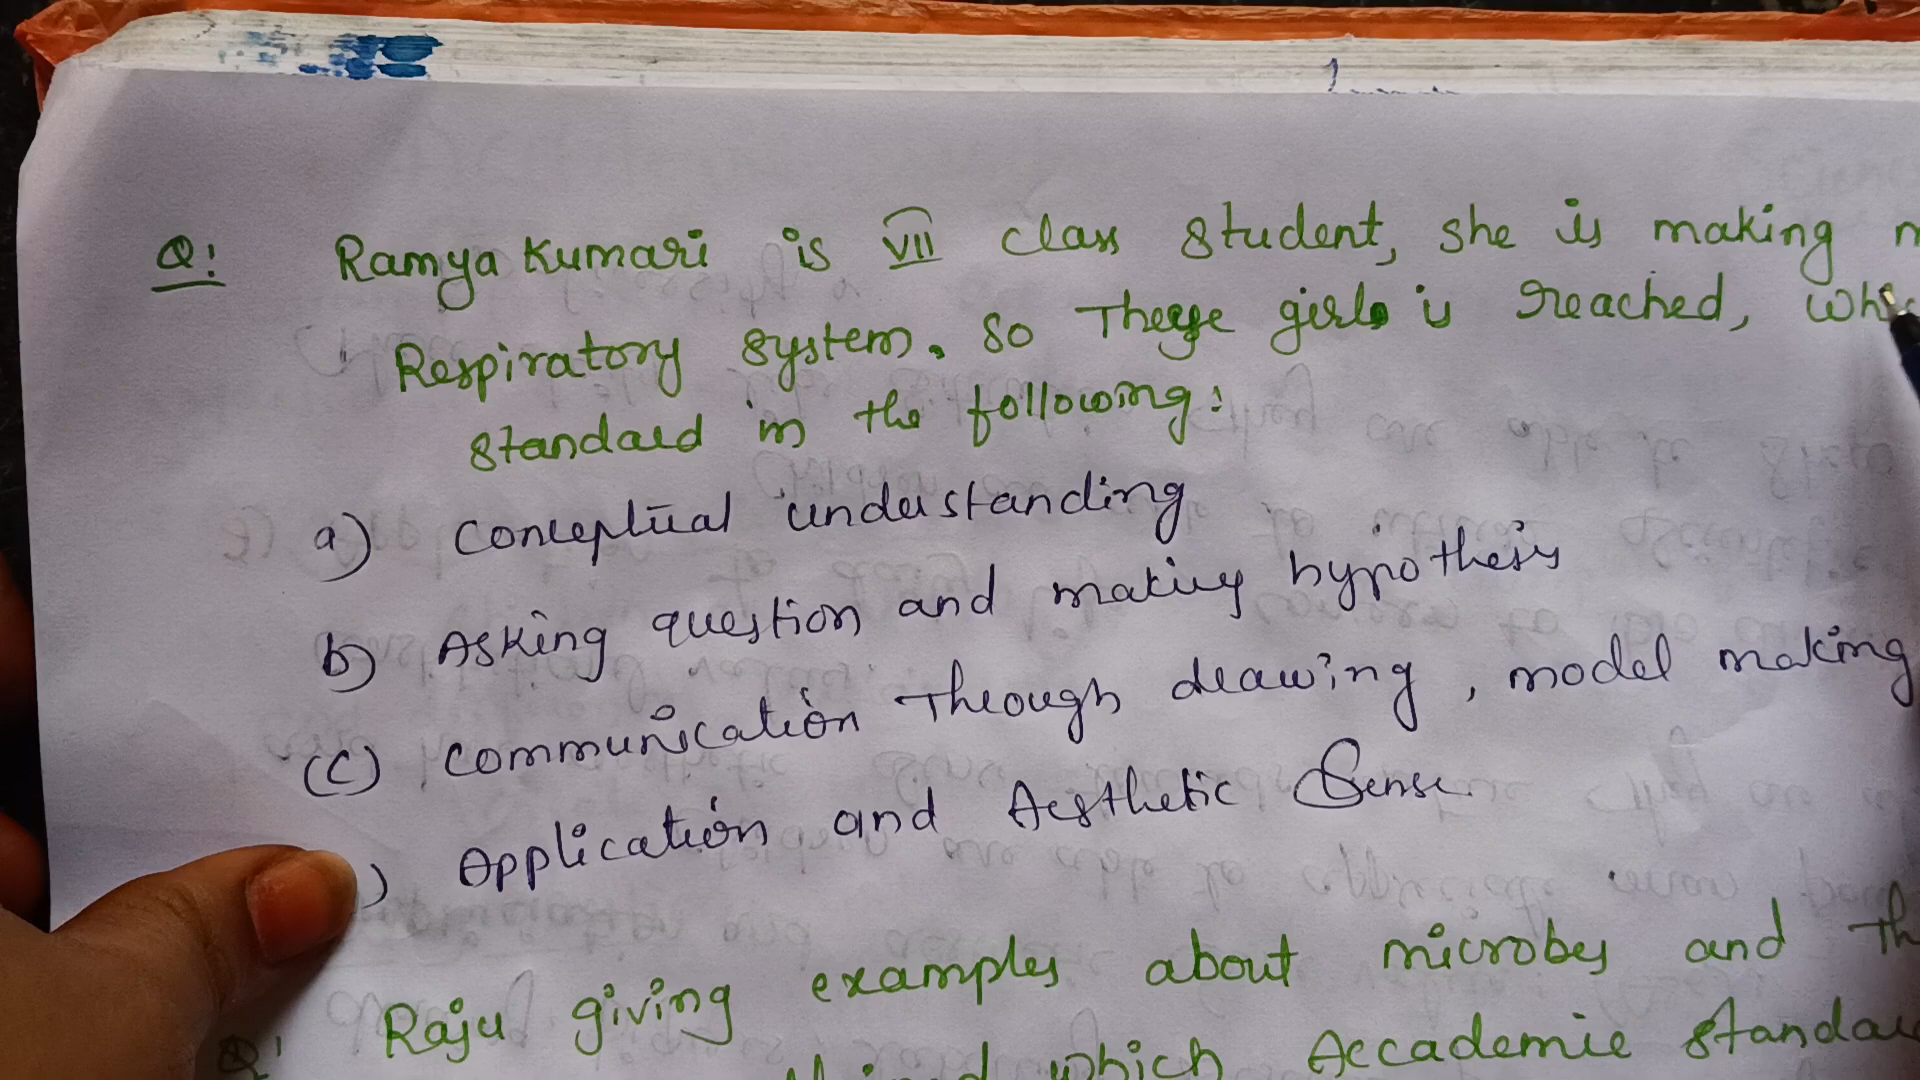 Q: Ramya Kumari is VII class student, she is making
Respiratory system. So These girls is reached,
standard in the following:
a) Conceptual understanding
b) Asking question and making hypothesis
(C) Communication Through drawing, model making
) Application and Aesthetic Sense.
Q: Raju giving examples about microbes and
which Accademic